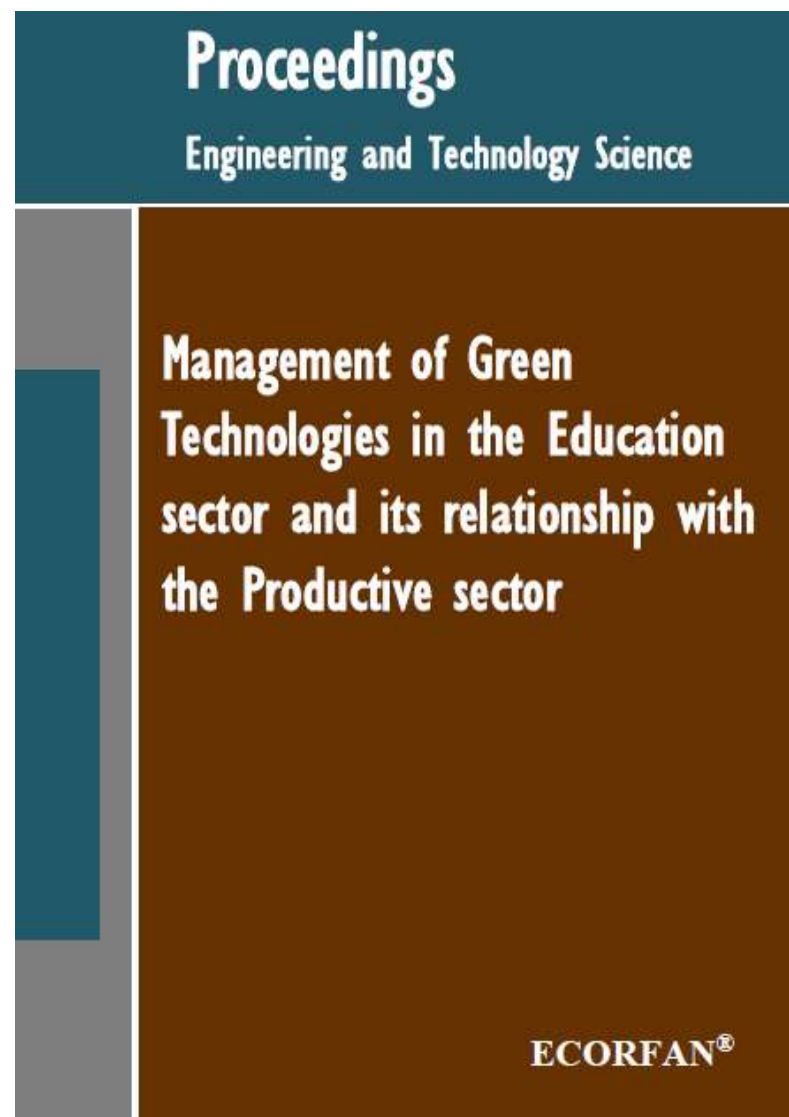 Proceedings
Engineering and Technology Science
Management of Green
Technologies in the Education
sector and its relationship with
the Productive sector
ECORFAN®